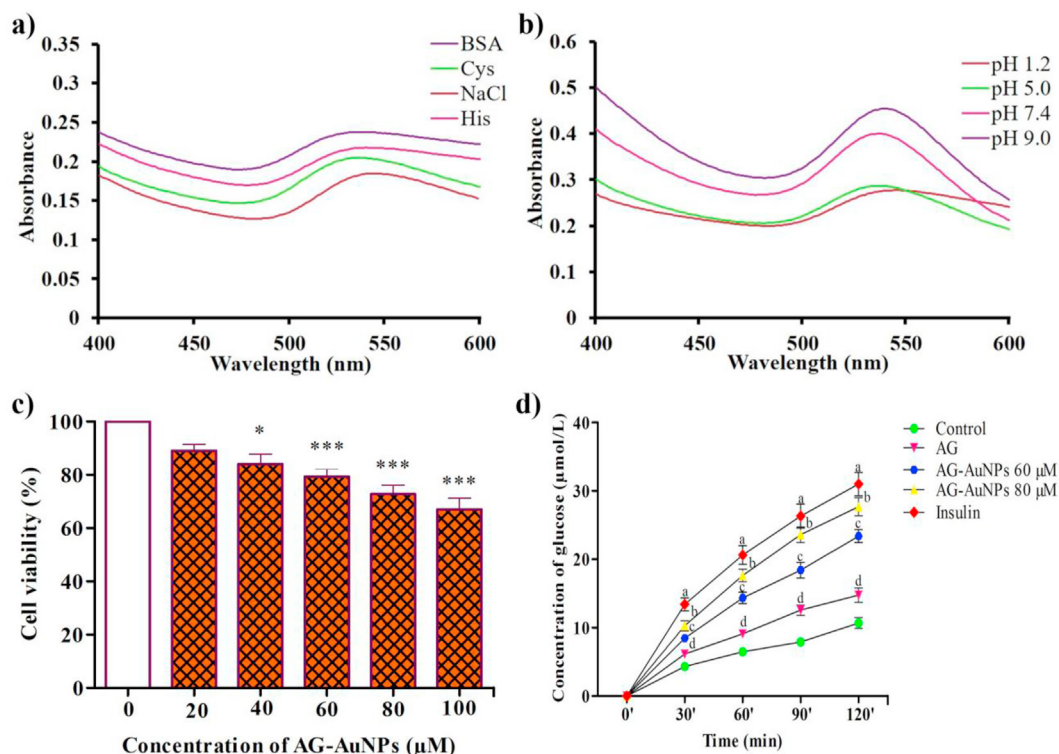 a)
0.35
0.3
0.25
0.2
0.15
0.1
0.05
0
Absorbance
400 450 500 550 600
Wavelength (nm)
BSA
Cys
NaCl
His
b)
0.6
0.5
0.4
0.3
0.2
0.1
0
Absorbance
400 450 500 550 600
Wavelength (nm)
pH 1.2
pH 5.0
pH 7.4
pH 9.0
c)
100
80
60
40
20
0
Cell viability (%)
* *** *** ***
0 20 40 60 80 100
Concentration of AG-AuNPs (µM)
d)
40
30
20
10
0
Concentration of glucose (µmol/L)
a b c d
a b c d
a b c d
a b c d
0' 30' 60' 90' 120'
Time (min)
Control
AG
AG-AuNPs 60 µM
AG-AuNPs 80 µM
Insulin